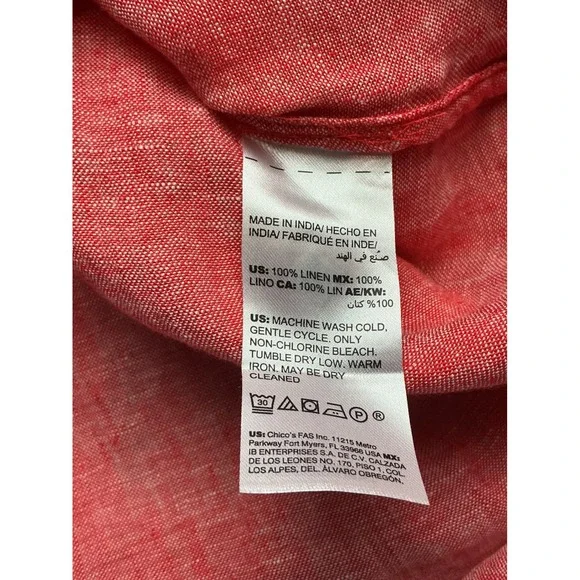 MADE IN INDIA/ HECHO EN
INDIA/ FABRIQUÉ EN INDE/
صنع في الهند
US: 100% LINEN MX: 100%
LINO CA: 100% LIN AE/KW:
100% كتان
US: MACHINE WASH COLD,
GENTLE CYCLE. ONLY
NON-CHLORINE BLEACH.
TUMBLE DRY LOW. WARM
IRON. MAY BE DRY
CLEANED
30 P ®
US: Chico's FAS Inc. 11215 Metro
Parkway Fort Myers, FL 33966 USA MX:
IB ENTERPRISES S.A. DE C.V. CALZADA
DE LOS LEONES NO. 170, PISO 1, COL.
LOS ALPES, DEL. ÁLVARO OBREGÓN,